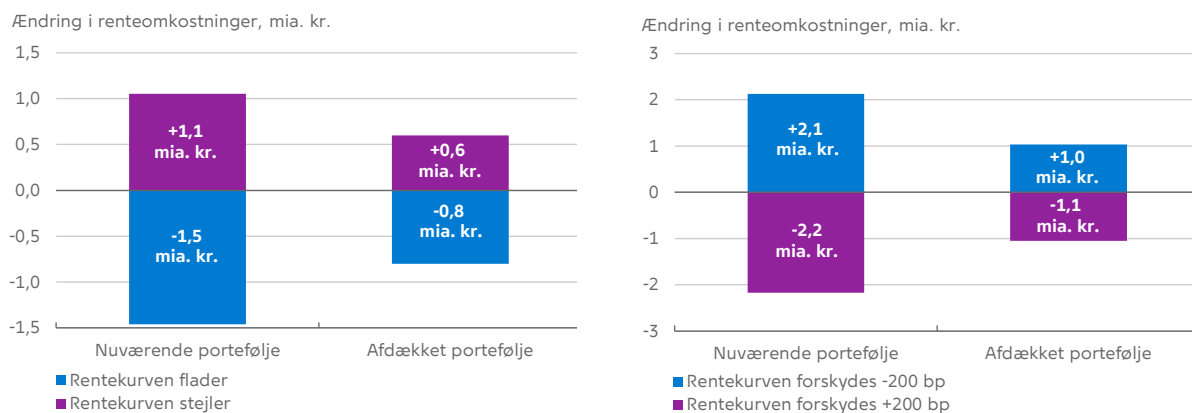 Ændring i renteomkostninger, mia. kr.
1,5
1,0
0,5
0,0
-0,5
-1,0
-1,5
+1,1
mia. kr.
+0,6
mia. kr.
-1,5
mia. kr.
-0,8
mia. kr.
Nuværende portefølje
Afdækket portefølje
Rentekurven flader
Rentekurven stejler
Ændring i renteomkostninger, mia. kr.
3
2
1
0
-1
-2
-3
+2,1
mia. kr.
+1,0
mia. kr.
-2,2
mia. kr.
-1,1
mia. kr.
Nuværende portefølje
Afdækket portefølje
Rentekurven forskydes -200 bp
Rentekurven forskydes +200 bp